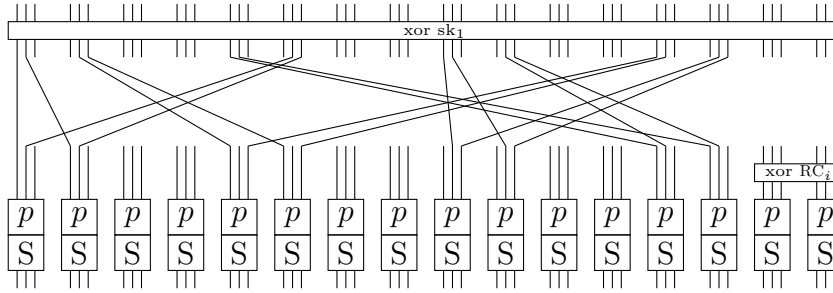 xor sk₁
xor RCᵢ
p p p p p p p p p p p p p p p p
S S S S S S S S S S S S S S S S